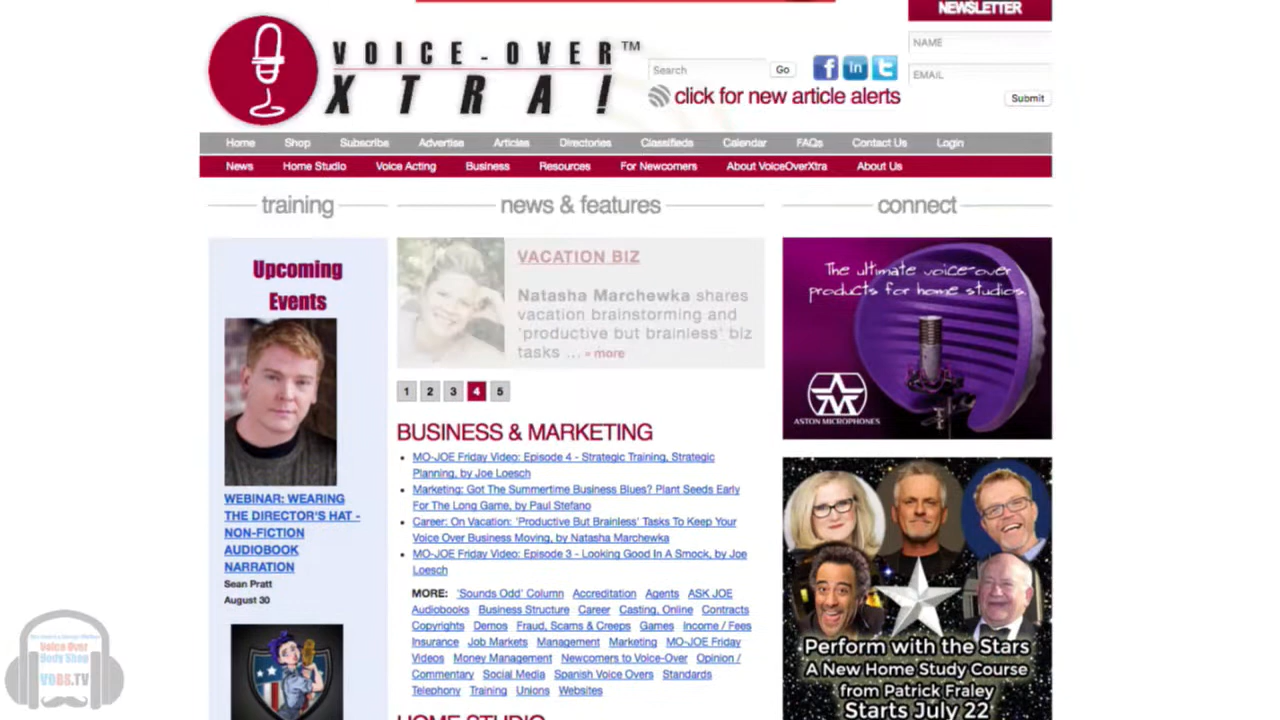 NEWSLETTER
VOICE-OVER™
XTRA!
Search
Go
f
in
click for new article alerts
NAME
EMAIL
Submit
Home Shop Subscribe Advertise Articles Directories Classifieds Calendar FAQs Contact Us Login
News Home Studio Voice Acting Business Resources For Newcomers About VoiceOverXtra About Us
training
news & features
connect
Upcoming
Events
WEBINAR: WEARING
THE DIRECTOR'S HAT -
NON-FICTION
AUDIOBOOK
NARRATION
Sean Pratt
August 30
VACATION BIZ
Natasha Marchewka shares
vacation brainstorming and
'productive but brainless' biz
tasks ... » more
1 2 3 4 5
BUSINESS & MARKETING
• MO-JOE Friday Video: Episode 4 - Strategic Training, Strategic
Planning, by Joe Loesch
• Marketing: Got The Summertime Business Blues? Plant Seeds Early
For The Long Game, by Paul Stefano
• Career: On Vacation: 'Productive But Brainless' Tasks To Keep Your
Voice Over Business Moving, by Natasha Marchewka
• MO-JOE Friday Video: Episode 3 - Looking Good In A Smock, by Joe
Loesch
MORE: 'Sounds Odd' Column Accreditation Agents ASK JOE
Audiobooks Business Structure Career Casting, Online Contracts
Copyrights Demos Fraud, Scams & Creeps Games Income / Fees
Insurance Job Markets Management Marketing MO-JOE Friday
Videos Money Management Newcomers to Voice-Over Opinion /
Commentary Social Media Spanish Voice Overs Standards
Telephony Training Unions Websites
HOME STUDIO
The ultimate voice-over
products for home studios.
ASTON MICROPHONES
Perform with the Stars
A New Home Study Course
from Patrick Fraley
Starts July 22
Voice Over
Body Shop
VOBS.TV